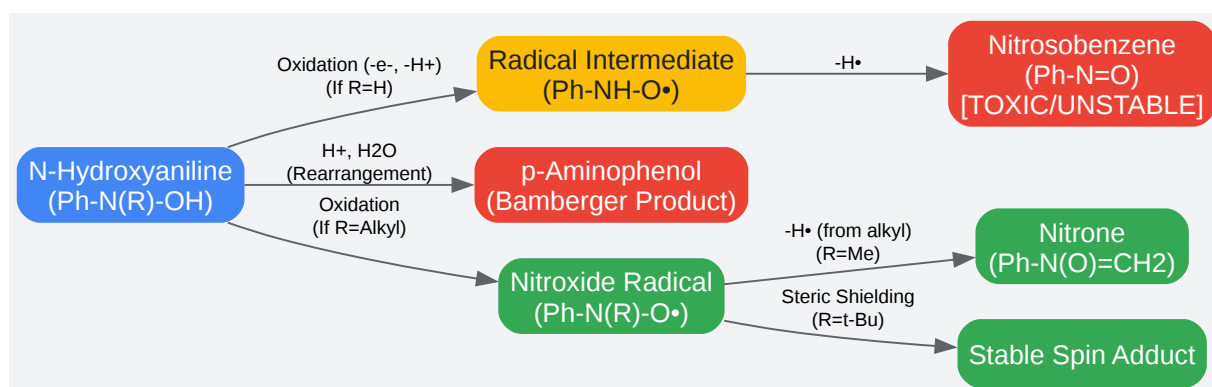 Oxidation (-e-, -H+)
(If R=H)
Radical Intermediate
(Ph-NH-O•)
-H•
Nitrosobenzene
(Ph-N=O)
[TOXIC/UNSTABLE]
N-Hydroxyaniline
(Ph-N(R)-OH)
H+, H2O
(Rearrangement)
p-Aminophenol
(Bamberger Product)
Oxidation
(If R=Alkyl)
Nitroxide Radical
(Ph-N(R)-O•)
-H• (from alkyl)
(R=Me)
Nitrone
(Ph-N(O)=CH2)
Steric Shielding
(R=t-Bu)
Stable Spin Adduct